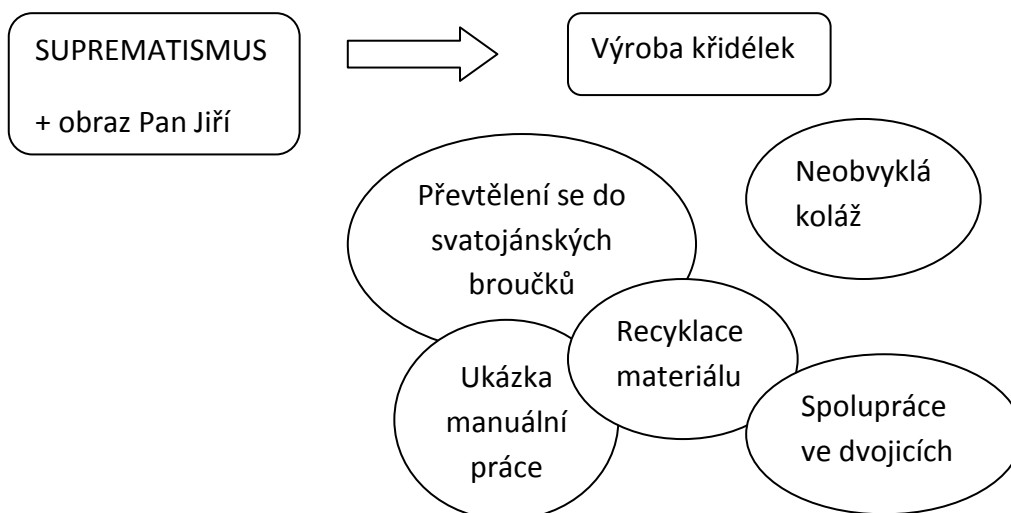 SUPREMATISMUS
+ obraz Pan Jiří
Výroba křidélek
Neobvyklá
koláž
Převtělení se do
svatojánských
broučků
Recyklace
materiálu
Ukázka
manuální
práce
Spolupráce
ve dvojicích